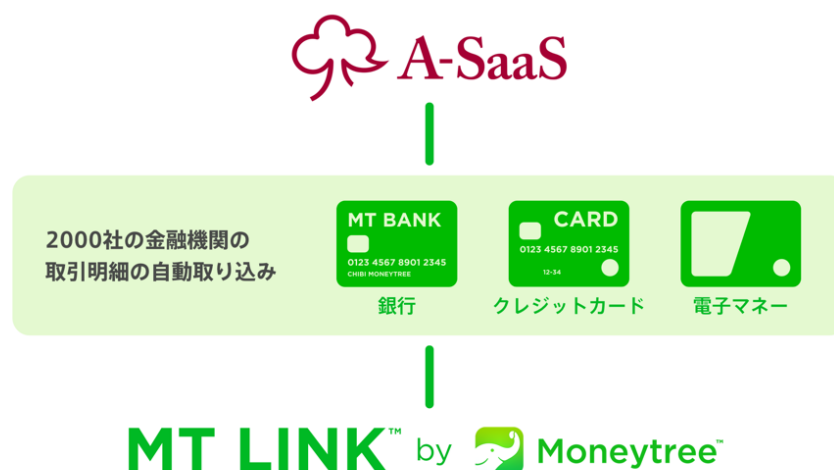 A-SaaS
2000社の金融機関の
取引明細の自動取り込み
MT BANK
0123 4567 8901 2345
CHIBI MONEYTREE
銀行
CARD
0123 4567 8901 2345
12-34
クレジットカード
電子マネー
MT LINK™ by Moneytree™